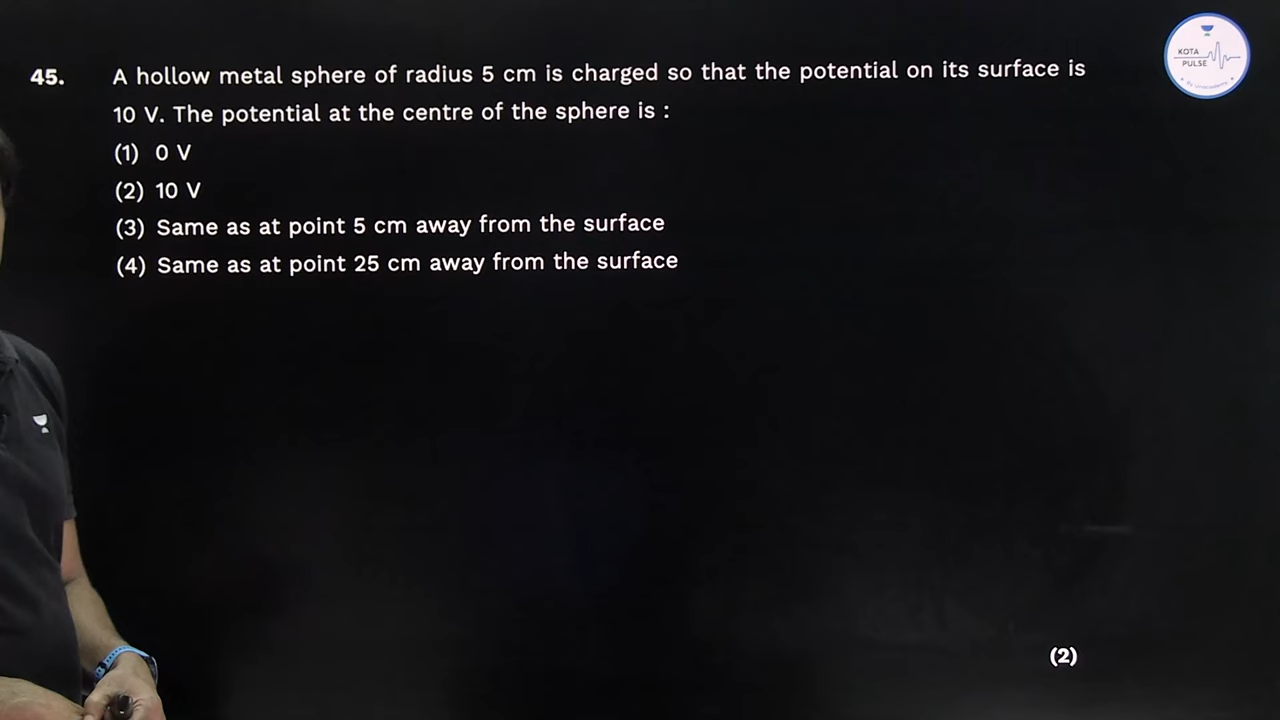 KOTA
PULSE
45. A hollow metal sphere of radius 5 cm is charged so that the potential on its surface is
10 V. The potential at the centre of the sphere is :
(1) 0 V
(2) 10 V
(3) Same as at point 5 cm away from the surface
(4) Same as at point 25 cm away from the surface
(2)